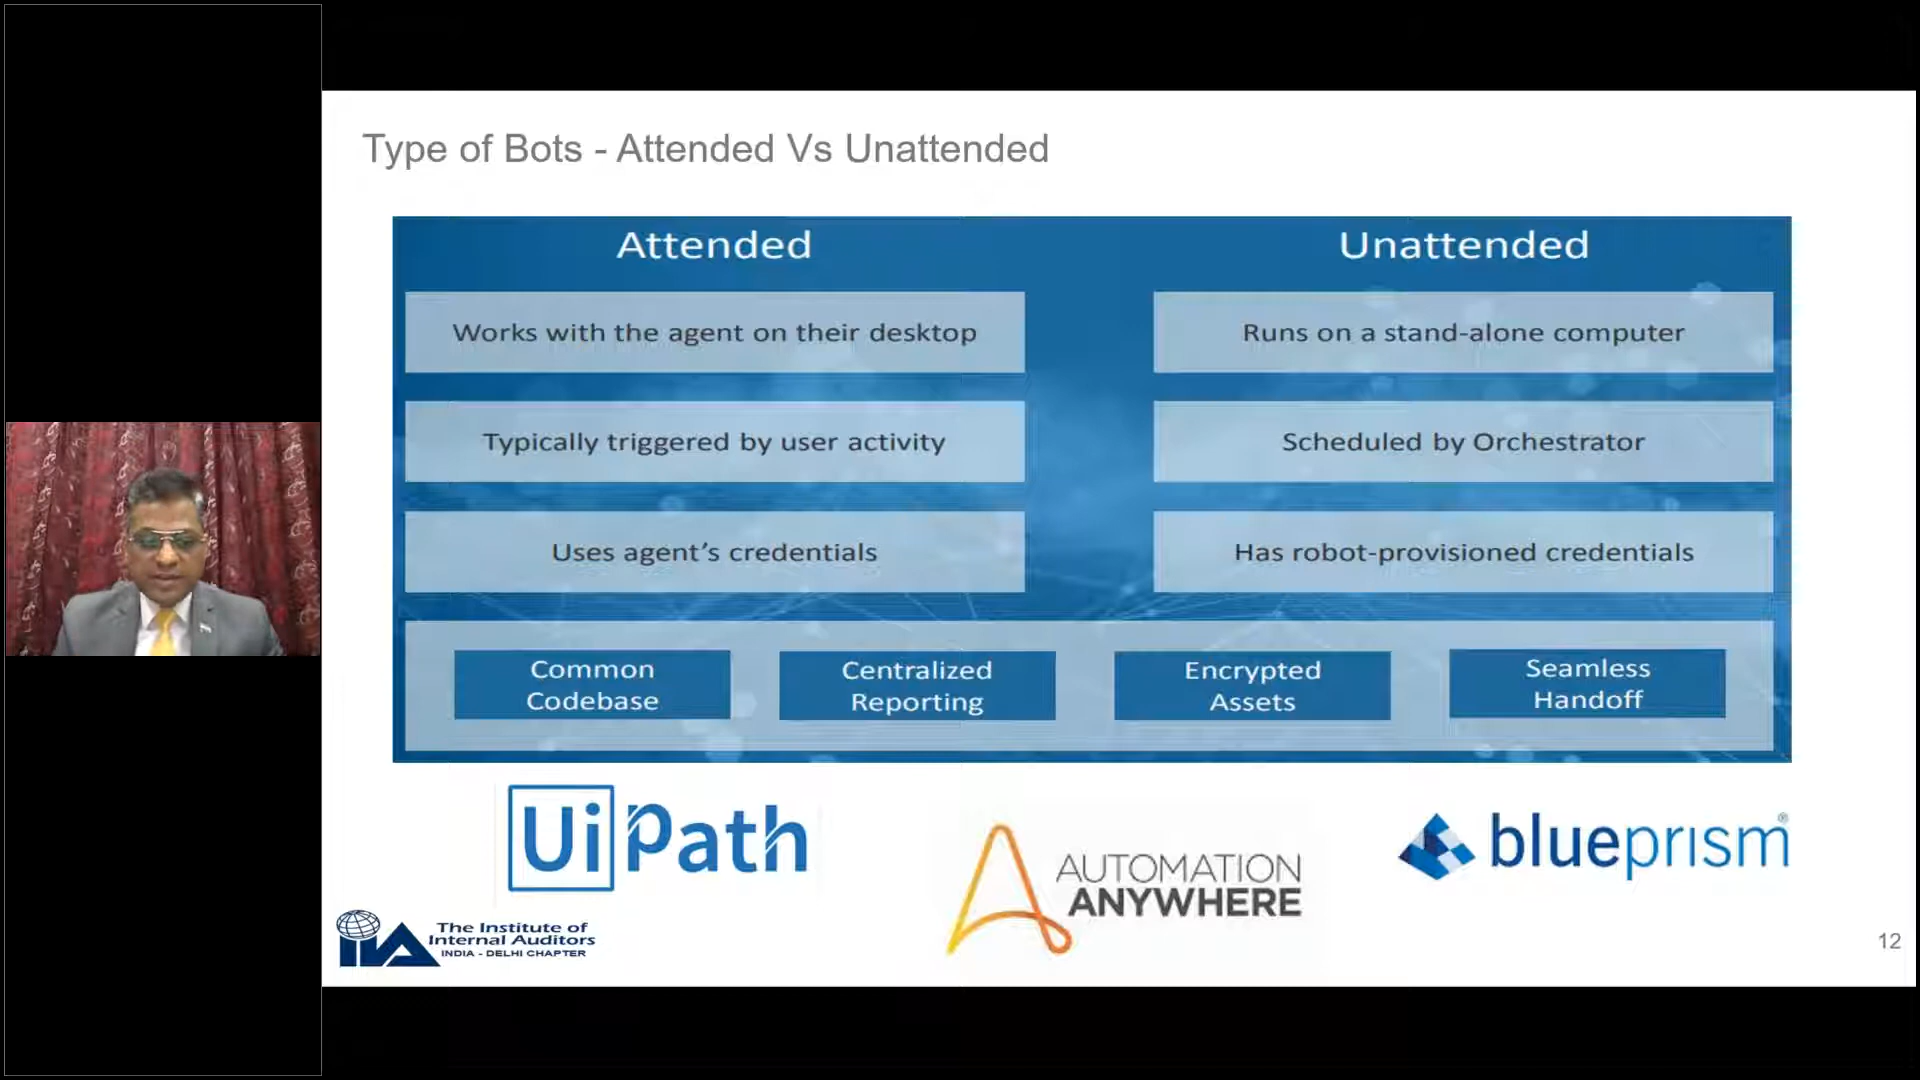 Type of Bots - Attended Vs Unattended
Attended
Unattended
Works with the agent on their desktop
Runs on a stand-alone computer
Typically triggered by user activity
Scheduled by Orchestrator
Uses agent's credentials
Has robot-provisioned credentials
Common
Codebase
Centralized
Reporting
Encrypted
Assets
Seamless
Handoff
UiPath
AUTOMATION
ANYWHERE
blueprism®
IIA
The Institute of
Internal Auditors
INDIA - DELHI CHAPTER
12